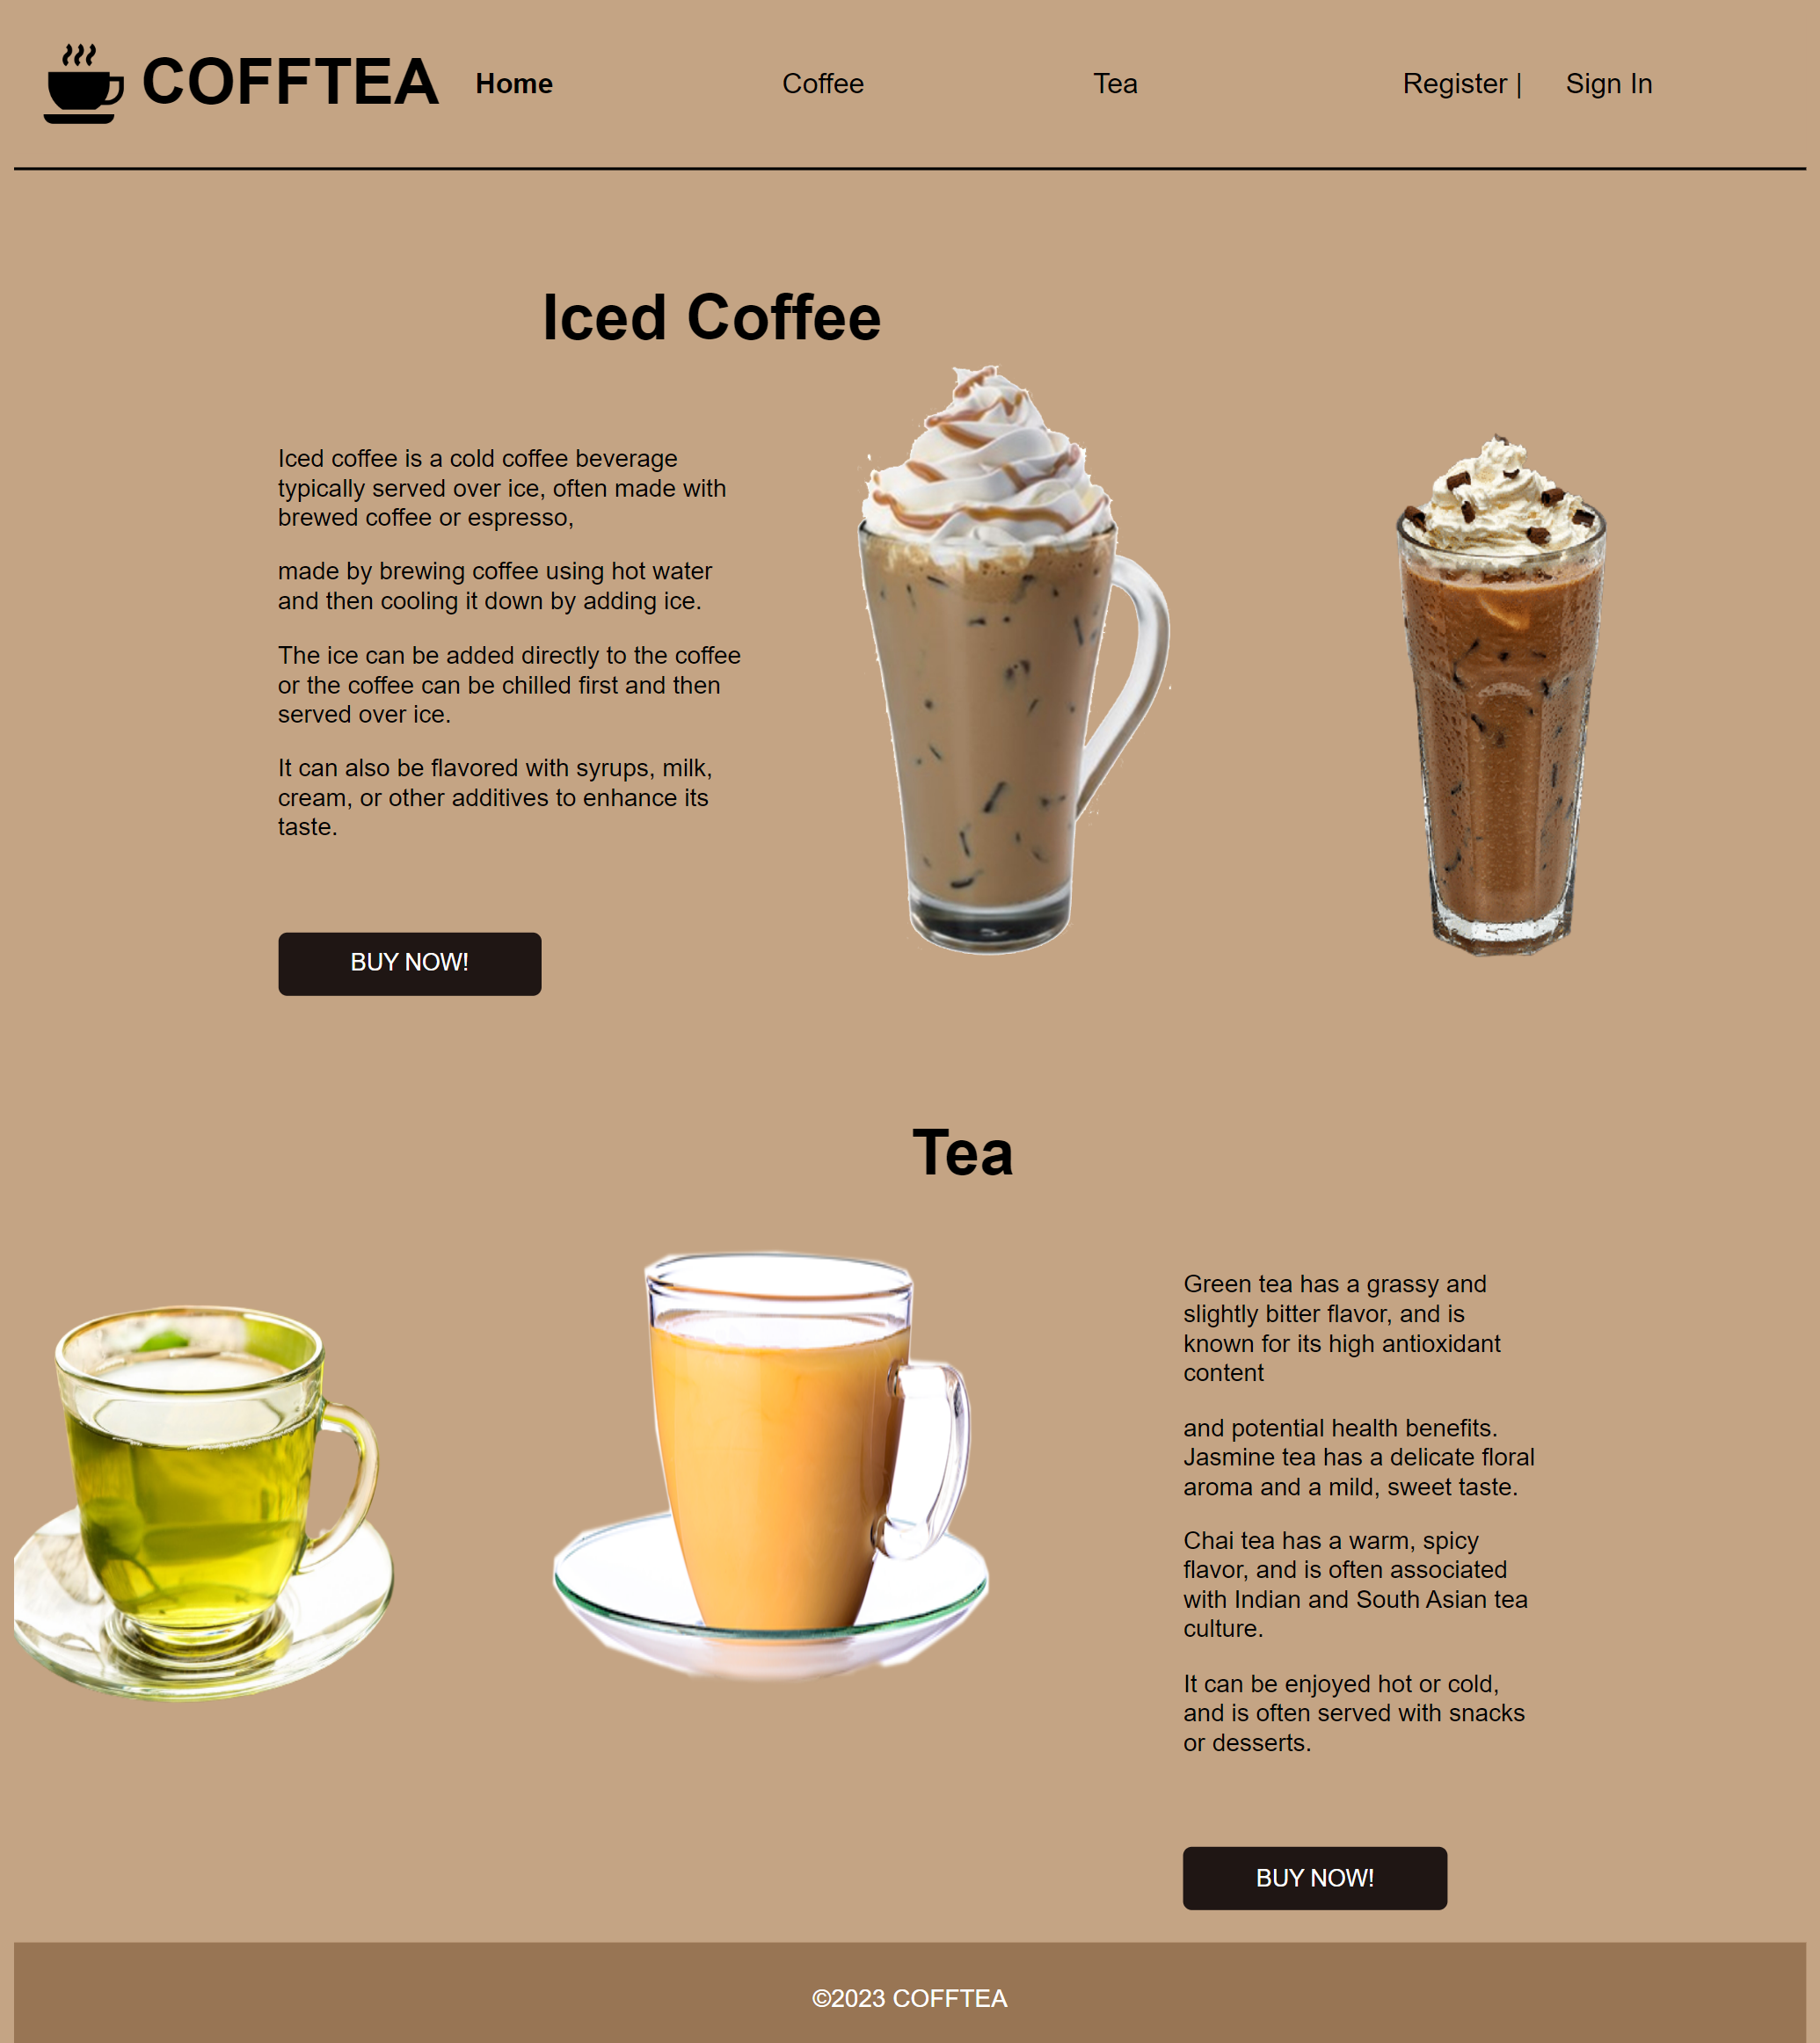 COFFTEA
Home
Coffee
Tea
Register |
Sign In
Iced Coffee
Iced coffee is a cold coffee beverage
typically served over ice, often made with
brewed coffee or espresso,
made by brewing coffee using hot water
and then cooling it down by adding ice.
The ice can be added directly to the coffee
or the coffee can be chilled first and then
served over ice.
It can also be flavored with syrups, milk,
cream, or other additives to enhance its
taste.
BUY NOW!
Tea
Green tea has a grassy and
slightly bitter flavor, and is
known for its high antioxidant
content
and potential health benefits.
Jasmine tea has a delicate floral
aroma and a mild, sweet taste.
Chai tea has a warm, spicy
flavor, and is often associated
with Indian and South Asian tea
culture.
It can be enjoyed hot or cold,
and is often served with snacks
or desserts.
BUY NOW!
©2023 COFFTEA